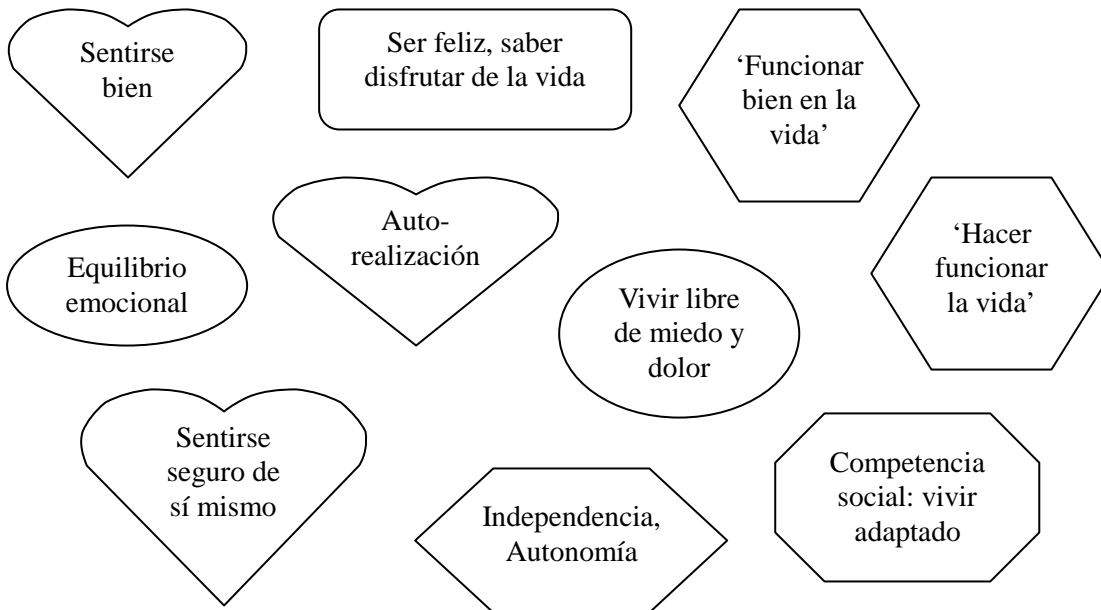 Sentirse
bien
Ser feliz, saber
disfrutar de la vida
‘Funcionar
bien en la
vida’
Auto-
realización
‘Hacer
funcionar
la vida’
Equilibrio
emocional
Vivir libre
de miedo y
dolor
Sentirse
seguro de
sí mismo
Competencia
social: vivir
adaptado
Independencia,
Autonomía